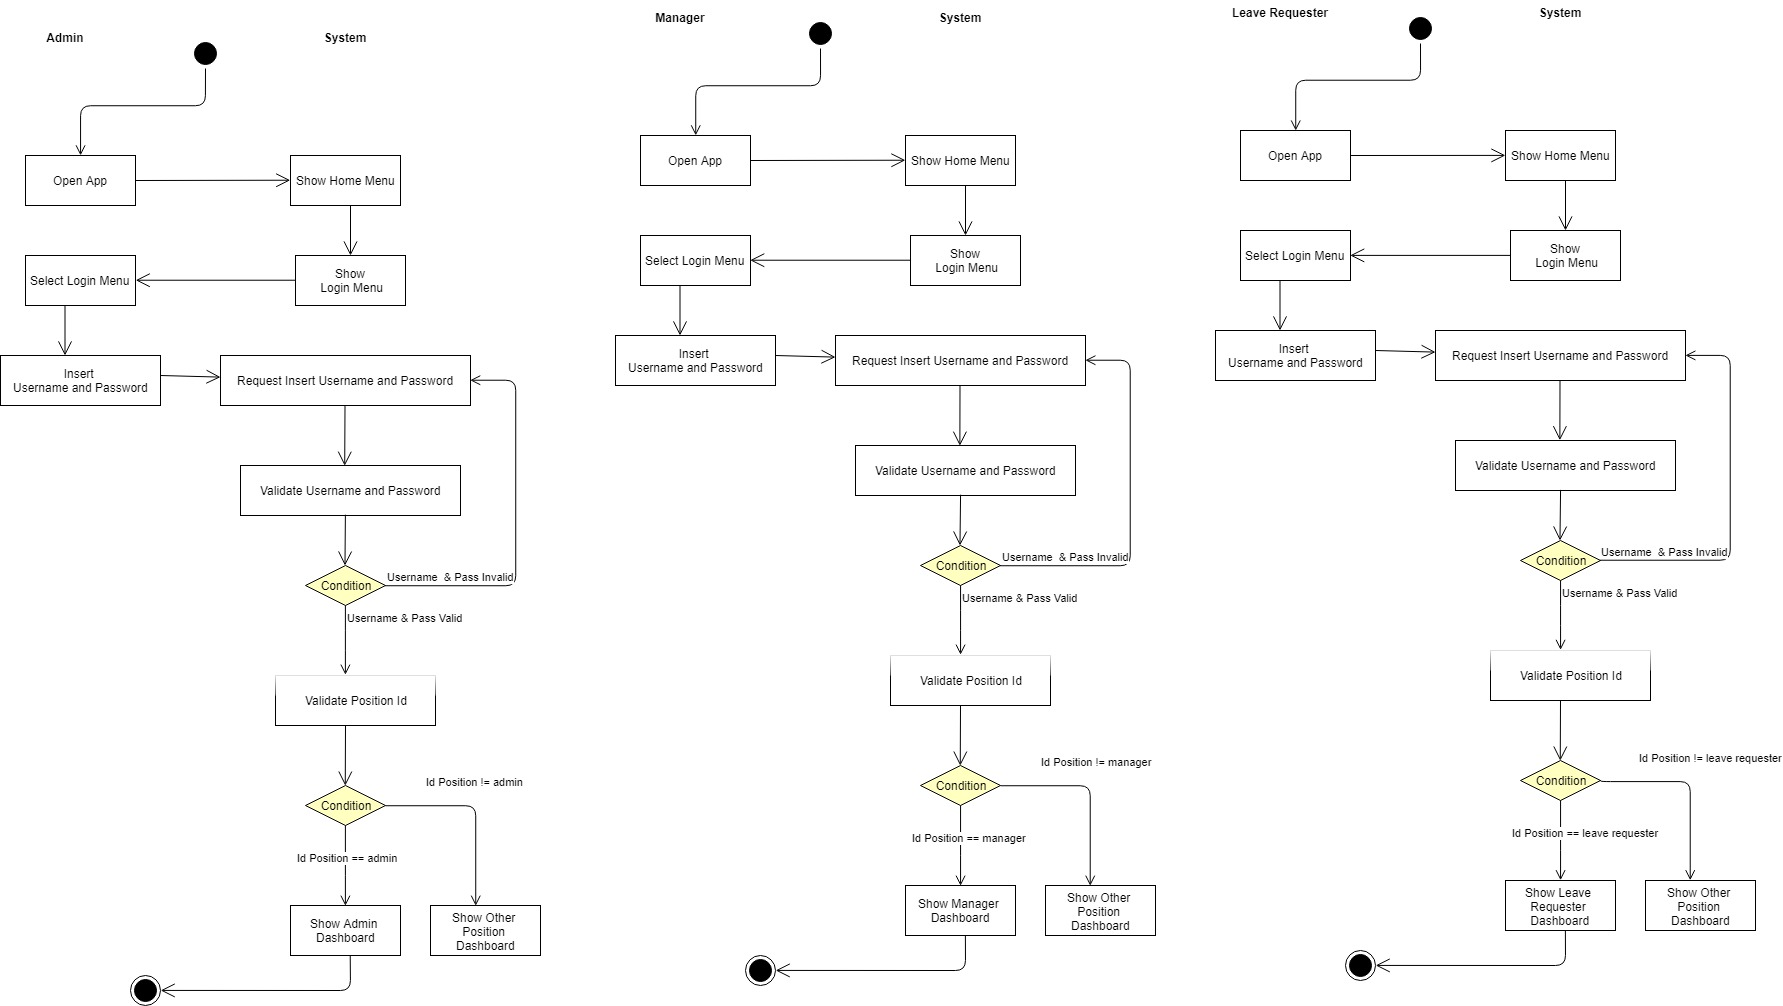 Admin
System
Open App
Show Home Menu
Select Login Menu
Show
Login Menu
Insert
Username and Password
Request Insert Username and Password
Validate Username and Password
Condition
Username & Pass Invalid
Username & Pass Valid
Validate Position Id
Id Position != admin
Condition
Id Position == admin
Show Admin
Dashboard
Show Other
Position
Dashboard
Manager
System
Open App
Show Home Menu
Select Login Menu
Show
Login Menu
Insert
Username and Password
Request Insert Username and Password
Validate Username and Password
Condition
Username & Pass Invalid
Username & Pass Valid
Validate Position Id
Id Position != manager
Condition
Id Position == manager
Show Manager
Dashboard
Show Other
Position
Dashboard
Leave Requester
System
Open App
Show Home Menu
Select Login Menu
Show
Login Menu
Insert
Username and Password
Request Insert Username and Password
Validate Username and Password
Condition
Username & Pass Invalid
Username & Pass Valid
Validate Position Id
Id Position != leave requester
Condition
Id Position == leave requester
Show Leave
Requester
Dashboard
Show Other
Position
Dashboard